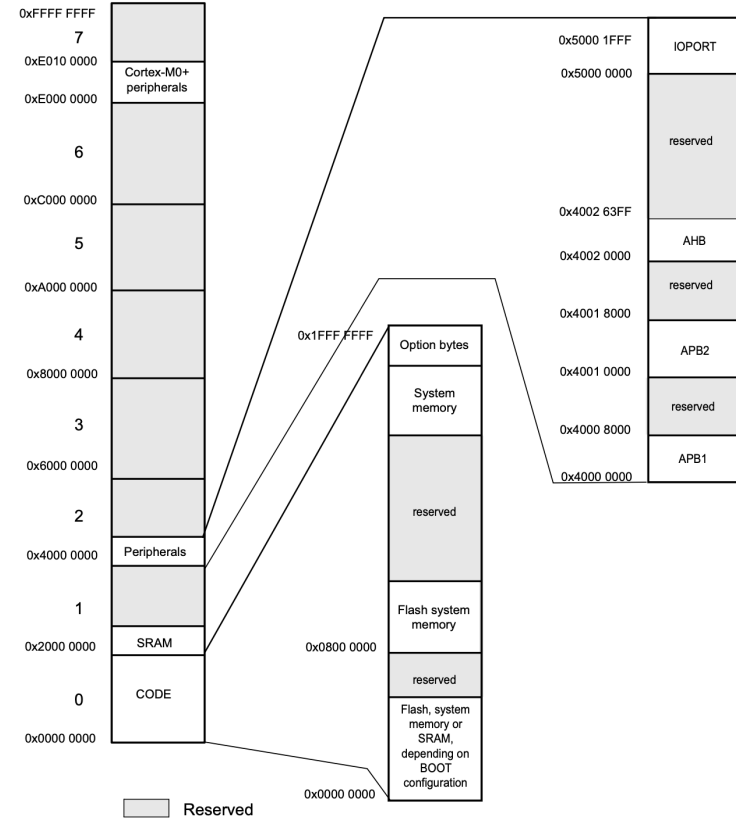 0xFFFF FFFF
7
0xE010 0000
Cortex-M0+
peripherals
0xE000 0000
6
0xC000 0000
5
0xA000 0000
4
0x8000 0000
3
0x6000 0000
2
Peripherals
0x4000 0000
1
SRAM
0x2000 0000
CODE
0
0x0000 0000
Reserved
0x1FFF FFFF
Option bytes
System
memory
reserved
Flash system
memory
0x0800 0000
reserved
Flash, system
memory or
SRAM,
depending on
BOOT
configuration
0x0000 0000
0x5000 1FFF
IOPORT
0x5000 0000
reserved
0x4002 63FF
AHB
0x4002 0000
reserved
0x4001 8000
APB2
0x4001 0000
reserved
0x4000 8000
APB1
0x4000 0000